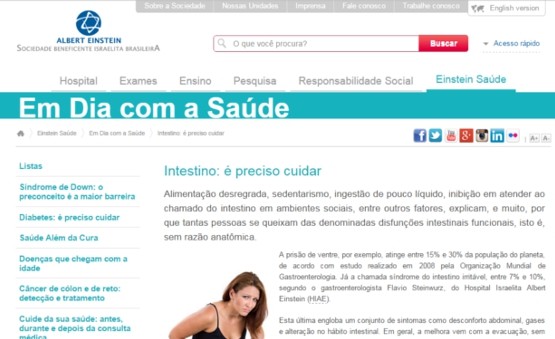 Sobre a Sociedade
Nossas Unidades
Imprensa
Fale conosco
Trabalhe conosco
English version
ALBERT EINSTEIN
SOCIEDADE BENEFICENTE ISRAELITA BRASILEIRA
O que você procura?
Buscar
Acesso rápido
Hospital
Exames
Ensino
Pesquisa
Responsabilidade Social
Einstein Saúde
Em Dia com a Saúde
Einstein Saúde
Em Dia com a Saúde
Intestino: é preciso cuidar
A+ A-
Listas
Síndrome de Down: o
preconceito é a maior barreira
Diabetes: é preciso cuidar
Saúde Além da Cura
Doenças que chegam com a
idade
Câncer de cólon e de reto:
detecção e tratamento
Cuide da sua saúde: antes,
durante e depois da consulta
médica
Intestino: é preciso cuidar
Alimentação desregrada, sedentarismo, ingestão de pouco líquido, inibição em atender ao
chamado do intestino em ambientes sociais, entre outros fatores, explicam, e muito, por
que tantas pessoas se queixam das denominadas disfunções intestinais funcionais, isto é,
sem razão anatômica.
A prisão de ventre, por exemplo, atinge entre 15% e 30% da população do planeta,
de acordo com estudo realizado em 2008 pela Organização Mundial de
Gastroenterologia. Já a chamada síndrome do intestino irritável, entre 7% e 10%,
segundo o gastroenterologista Flavio Steinwurz, do Hospital Israelita Albert
Einstein (HIAE).
Esta última engloba um conjunto de sintomas como desconforto abdominal, gases
e alteração no hábito intestinal. Em geral, a melhora vem com a evacuação, sem